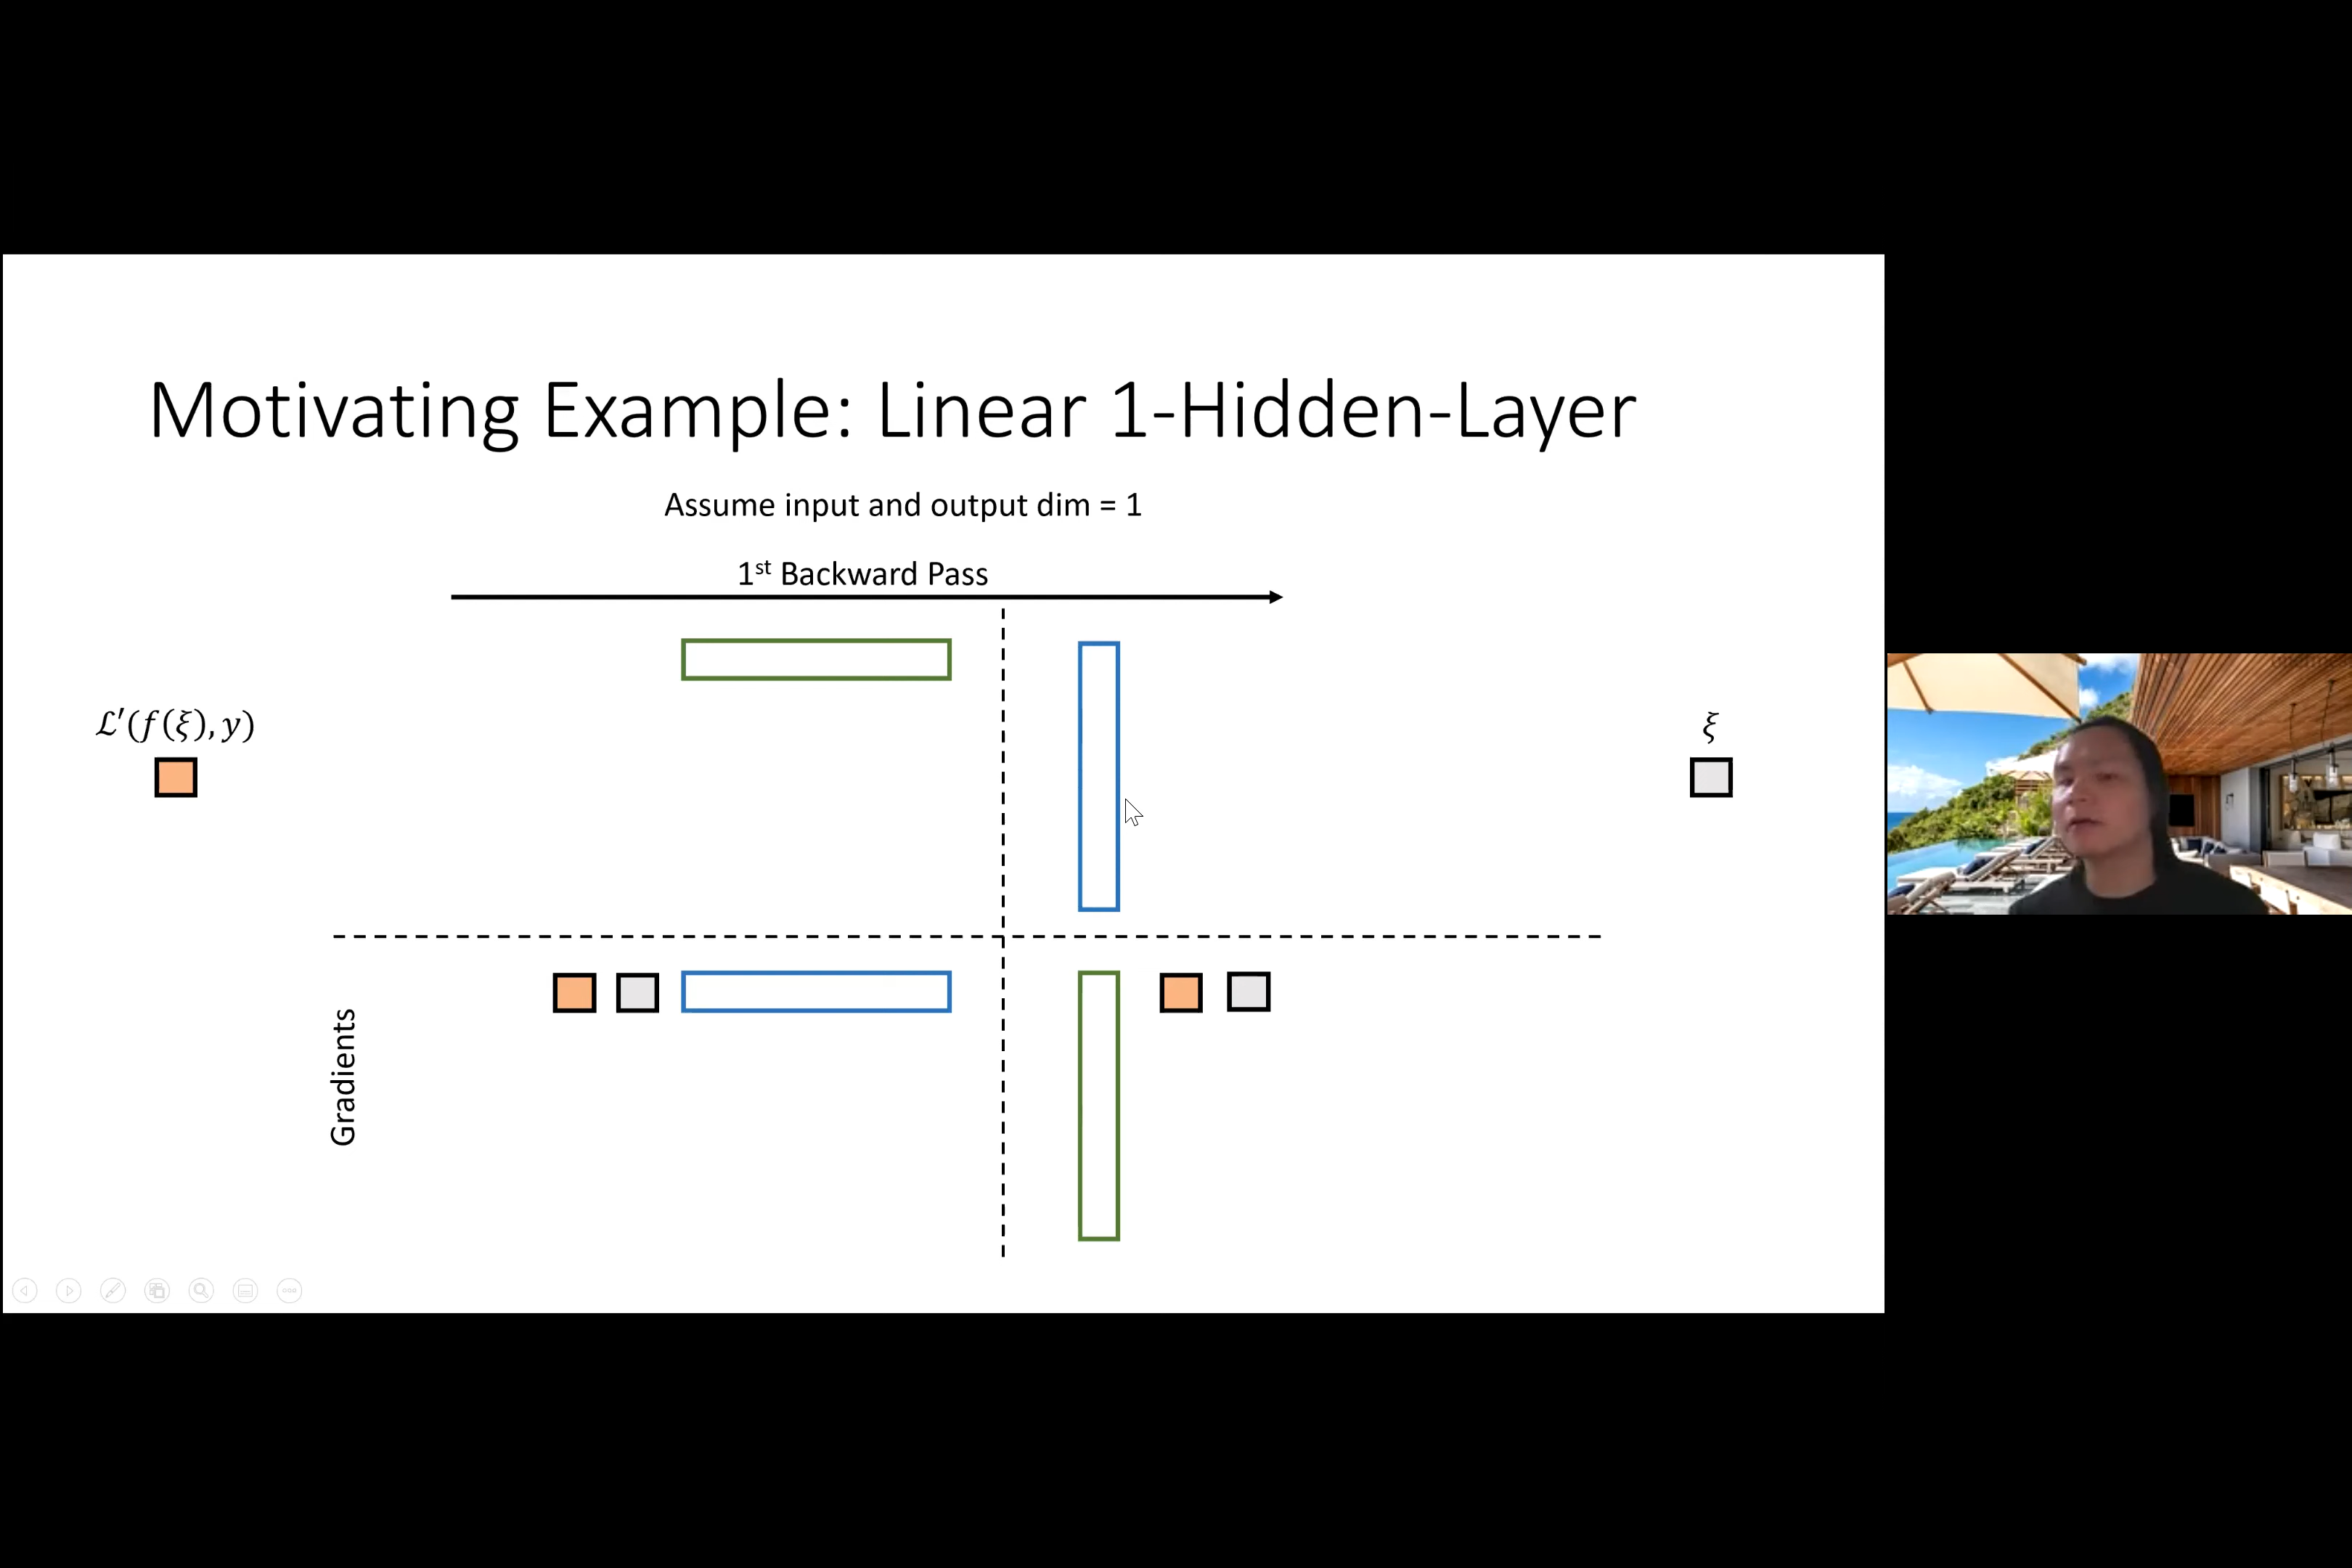 Motivating Example: Linear 1-Hidden-Layer
Assume input and output dim = 1
1st Backward Pass
ℒ′(f(ξ), y)
ξ
Gradients